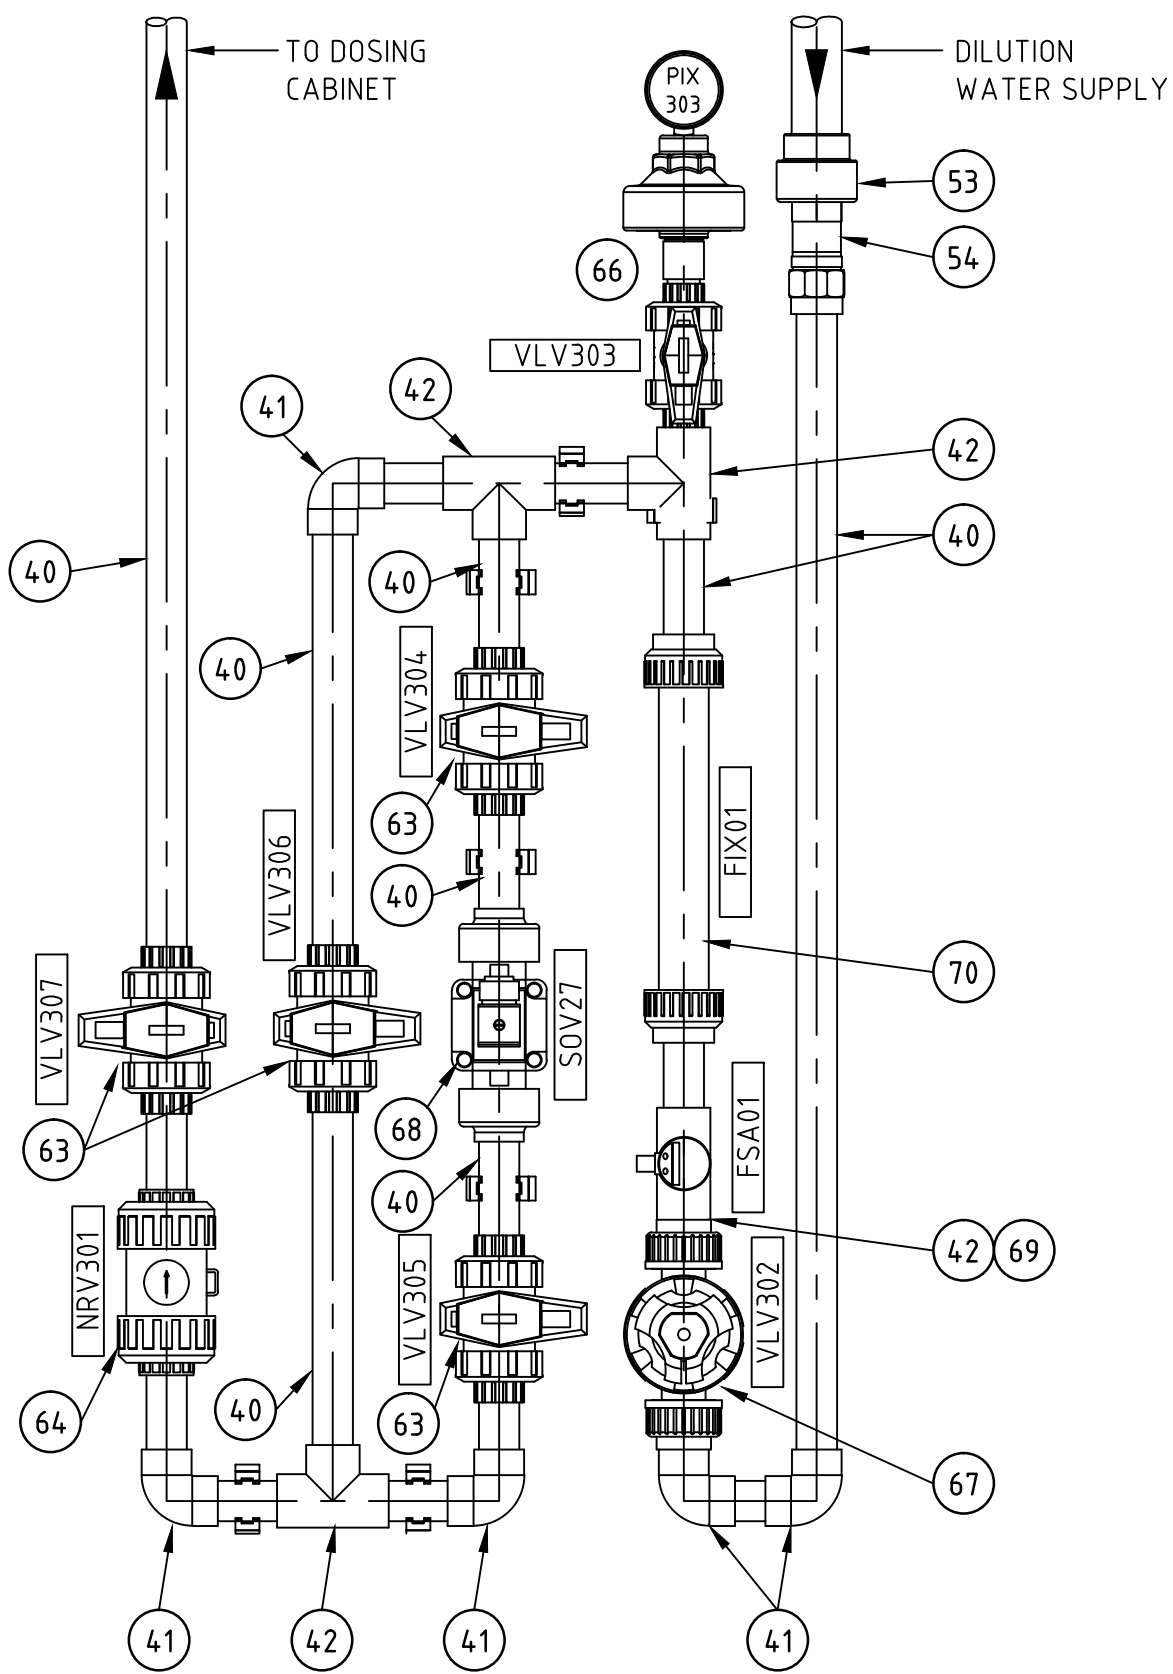 TO DOSING
CABINET
PIX
303
DILUTION
WATER SUPPLY
53
54
66
VLV303
42
41
42
40
40
40
40
VLV304
63
FIX01
VLV306
40
70
VLV307
SOV27
63
68
FSA01
40
42 69
NRV301
VLV305
VLV302
64
40
63
67
41
42
41
41